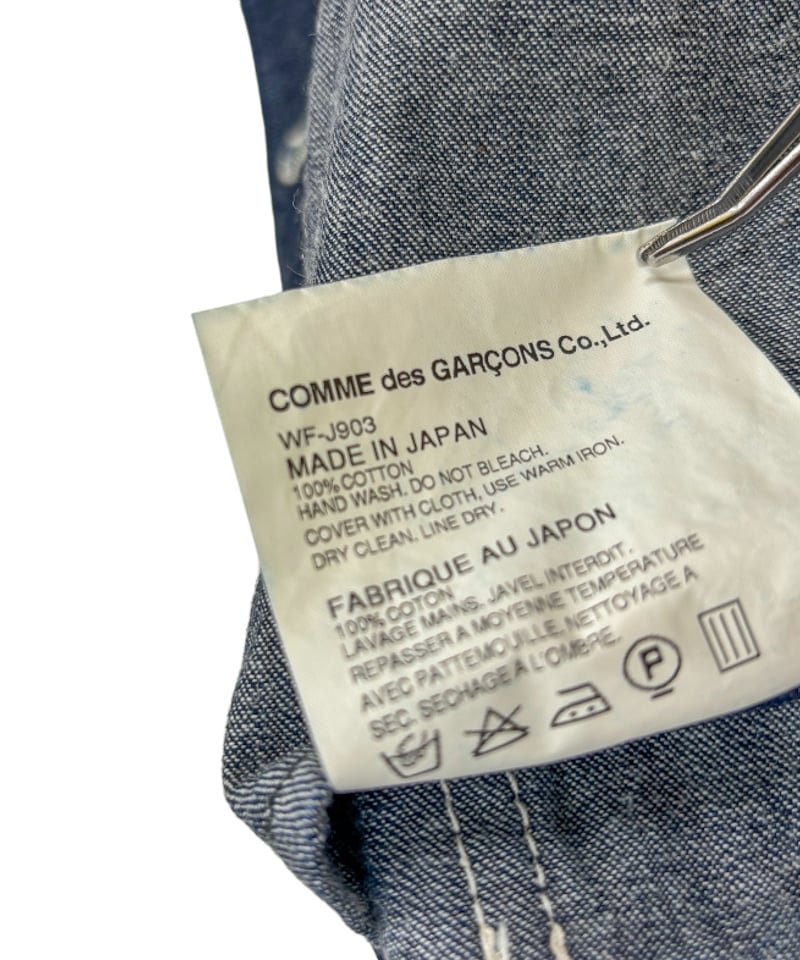 COMME des GARÇONS Co.,Ltd.
WF-J903
MADE IN JAPAN
100% COTTON
HAND WASH. DO NOT BLEACH.
COVER WITH CLOTH, USE WARM IRON.
DRY CLEAN. LINE DRY.
FABRIQUE AU JAPON
100% COTON
LAVAGE MAINS. JAVEL INTERDIT.
REPASSER A MOYENNE TEMPERATURE
AVEC PATTEMOUILLE, NETTOYAGE A
SEC. SECHAGE A L'OMBRE.
P